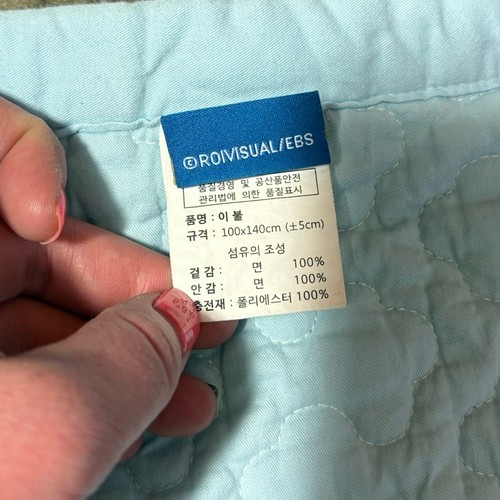 ©ROIVISUAL/EBS
품질경영 및 공산품안전
관리법에 의한 품질표시
품명 : 이 불
규격 : 100x140cm (±5cm)
섬유의 조성
겉 감 : 면 100%
안 감 : 면 100%
충전재 : 폴리에스터 100%